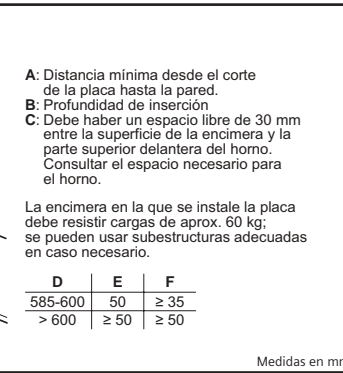 A: Distancia mínima desde el corte
de la placa hasta la pared.
B: Profundidad de inserción
C: Debe haber un espacio libre de 30 mm
entre la superficie de la encimera y la
parte superior delantera del horno.
Consultar el espacio necesario para
el horno.
La encimera en la que se instale la placa
debe resistir cargas de aprox. 60 kg;
se pueden usar subestructuras adecuadas
en caso necesario.
D E F
585-600 50 ≥ 35
> 600 ≥ 50 ≥ 50
Medidas en mm